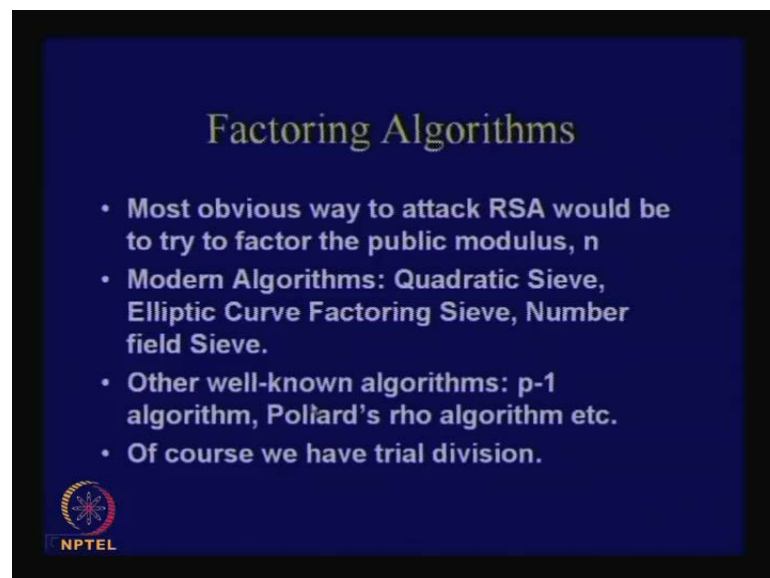 Factoring Algorithms
• Most obvious way to attack RSA would be
to try to factor the public modulus, n
• Modern Algorithms: Quadratic Sieve,
Elliptic Curve Factoring Sieve, Number
field Sieve.
• Other well-known algorithms: p-1
algorithm, Pollard's rho algorithm etc.
• Of course we have trial division.
NPTEL